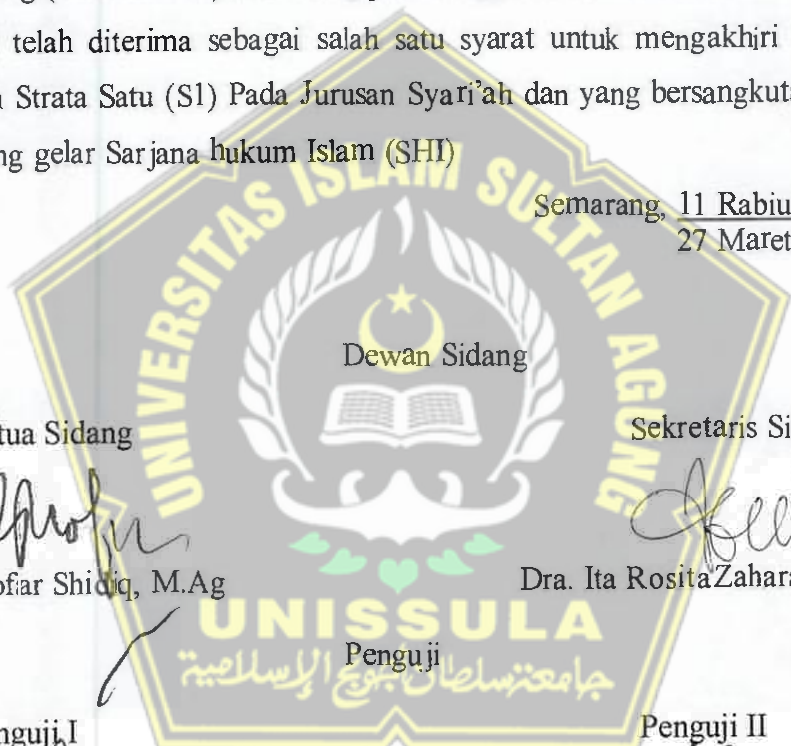 telah diterima sebagai salah satu syarat untuk mengakhiri
Strata Satu (S1) Pada Jurusan Syari'ah dan yang bersangkut
gelar Sarjana hukum Islam (SHI)
Semarang, 11 Rabiu
27 Maret
Dewan Sidang
tua Sidang
Sekretaris Si
ofiar Shidiq, M.Ag
Dra. Ita Rosita Zahara
Penguji
nguji I
Penguji II
UNIVERSITAS ISLAM SULTAN AGUNG
UNISSULA
جامعة سلطان أجونج الإسلامية